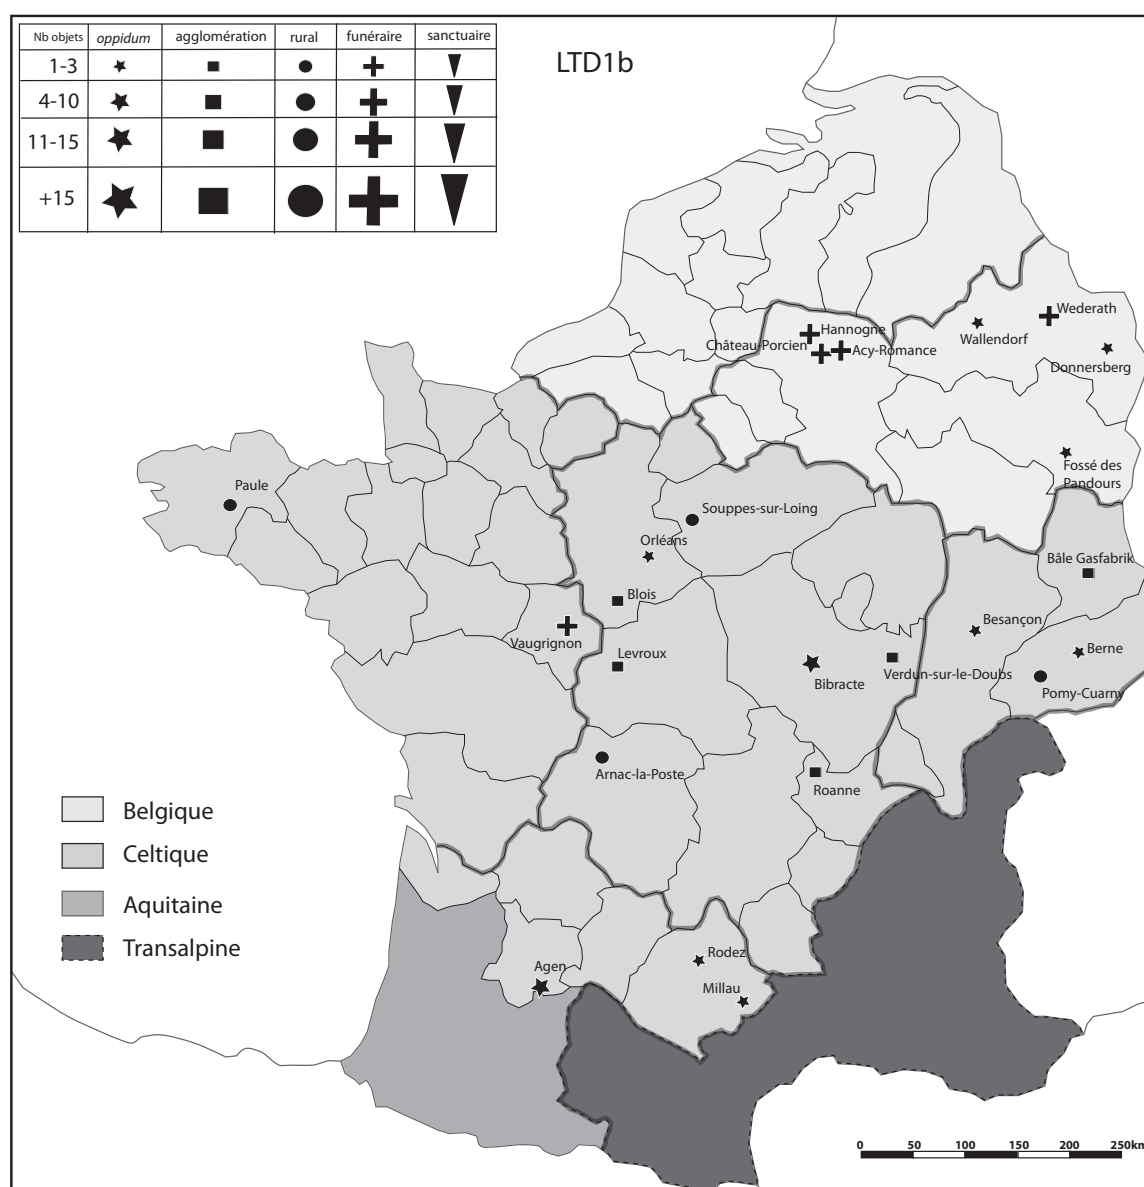 Nb objets oppidum agglomération rural funéraire sanctuaire
1-3
4-10
11-15
+15
LTD1b
Wederath
Hannogne
Wallendorf
Château-Porcien
Acy-Romance
Donnersberg
Fossé des
Pandours
Paule
Souppes-sur-Loing
Orléans
Bâle Gasfabrik
Blois
Besançon
Vaugrignon
Levroux
Berne
Verdun-sur-le-Doubs
Bibracte
Pomy-Cuarny
Arnac-la-Poste
Roanne
Belgique
Celtique
Aquitaine
Transalpine
Rodez
Agen
Millau
0 50 100 150 200 250km